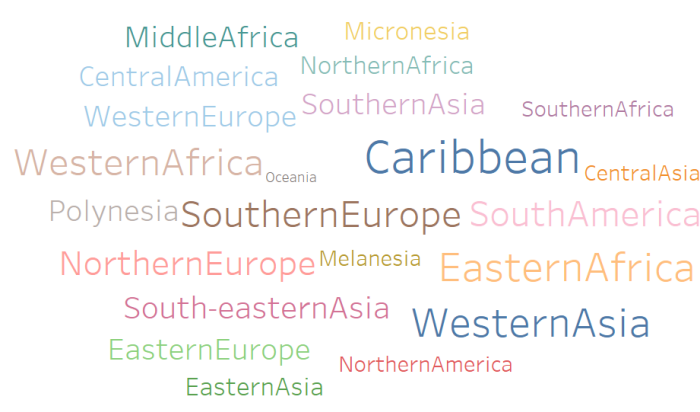 MiddleAfrica
Micronesia
CentralAmerica
NorthernAfrica
WesternEurope
SouthernAsia
SouthernAfrica
WesternAfrica
Oceania
Caribbean
CentralAsia
Polynesia
SouthernEurope
SouthAmerica
NorthernEurope
Melanesia
EasternAfrica
South-easternAsia
WesternAsia
EasternEurope
NorthernAmerica
EasternAsia